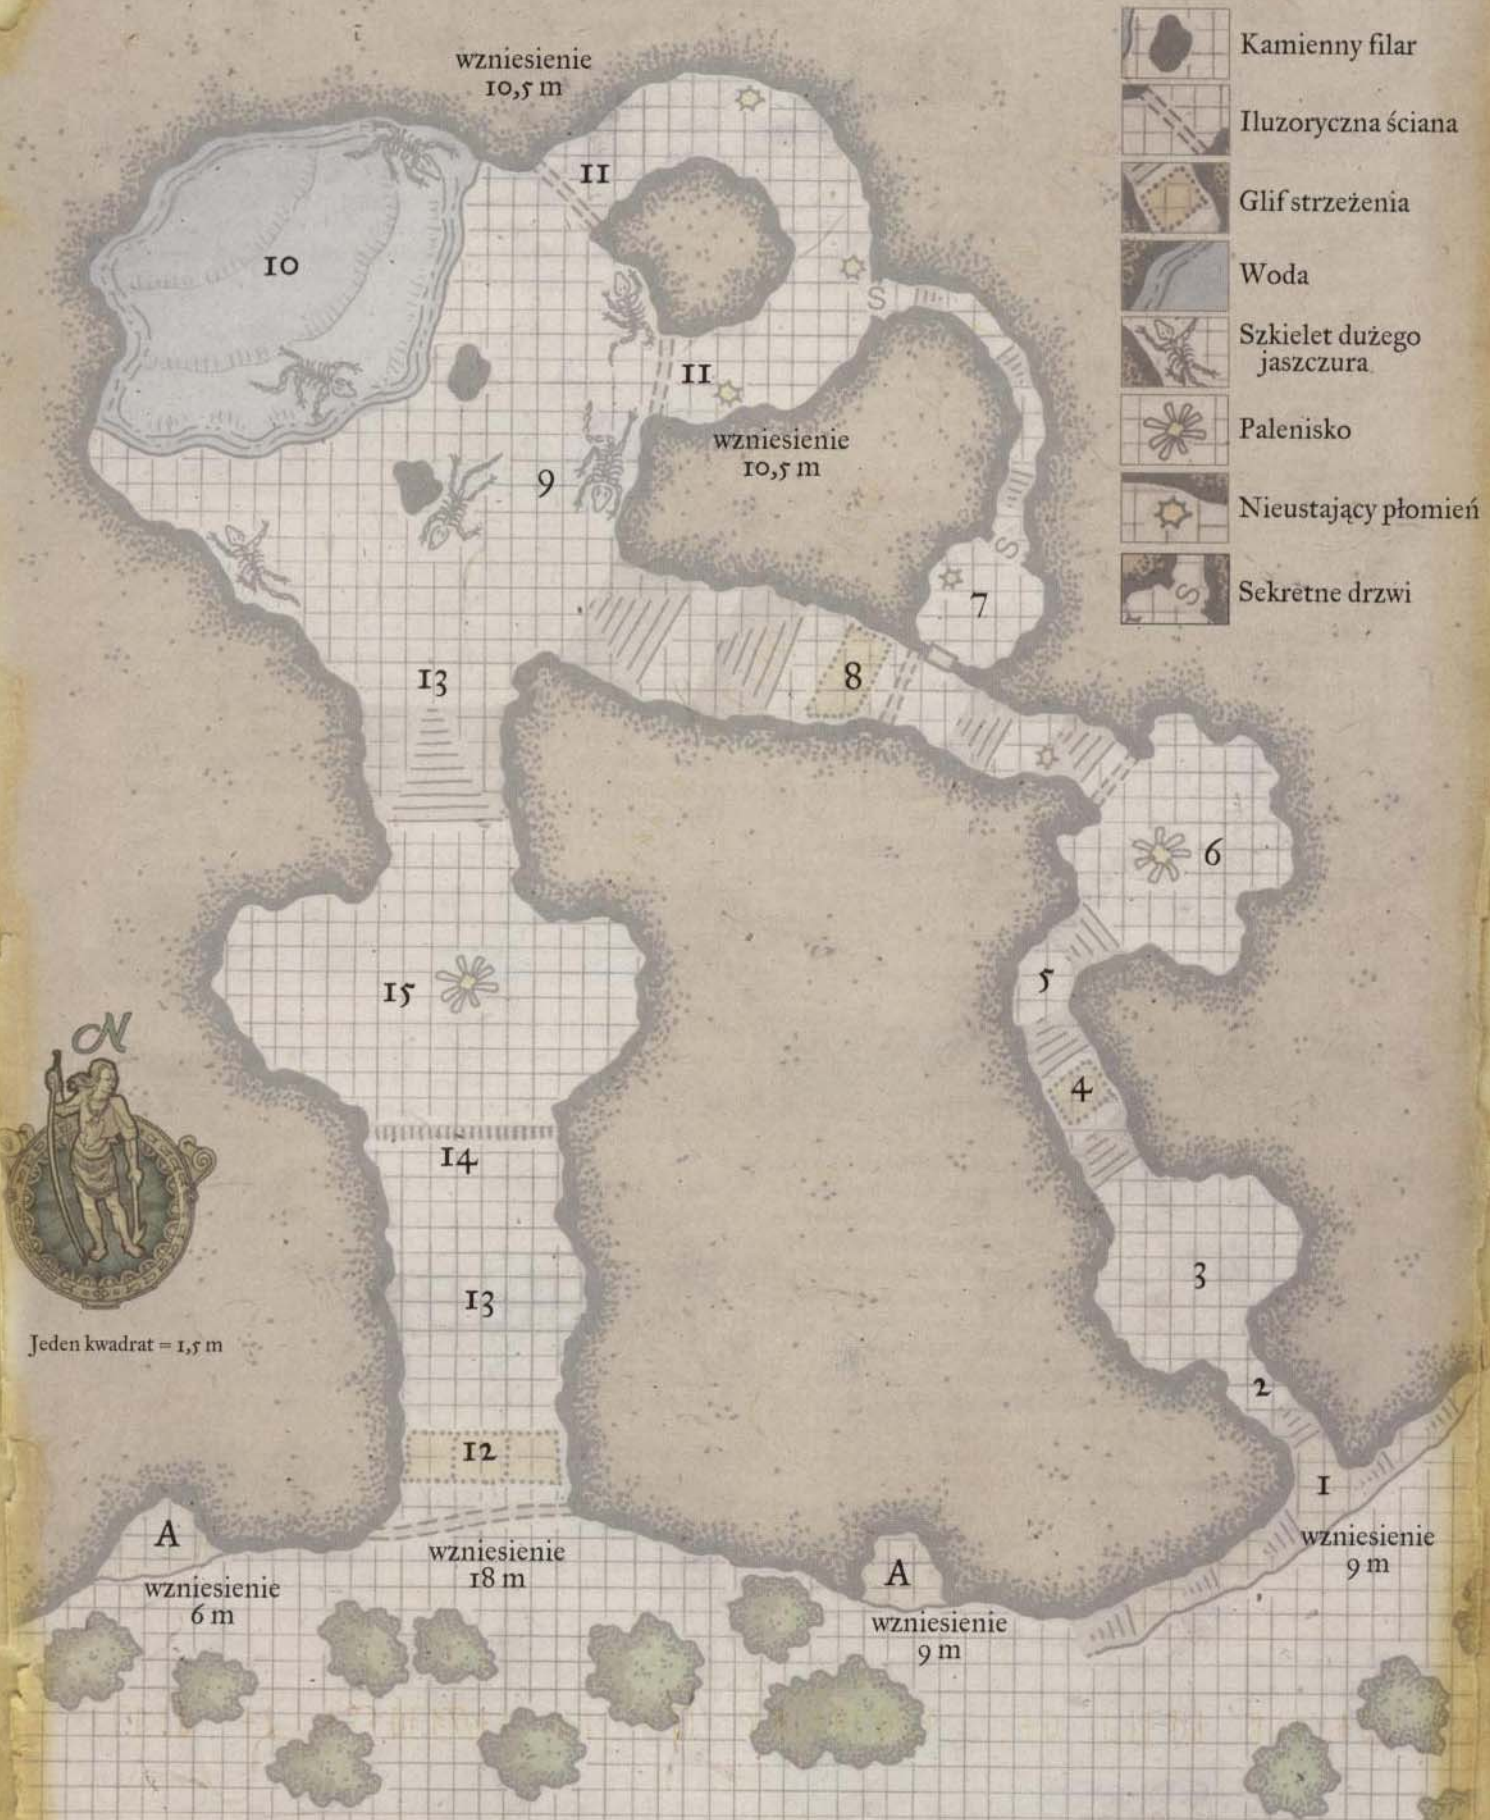 wzniesienie
10,5 m
Kamienny filar
Iluzoryczna ściana
Glif strzeżenia
Woda
Szkielet dużego
jaszczura
Palenisko
Nieustający płomień
Sekretne drzwi
11
10
S
11
wzniesienie
10,5 m
9
S
7
8
13
6
5
15
4
N
14
3
13
Jeden kwadrat = 1,5 m
2
12
1
A
wzniesienie
18 m
wzniesienie
9 m
A
wzniesienie
6 m
wzniesienie
9 m
S